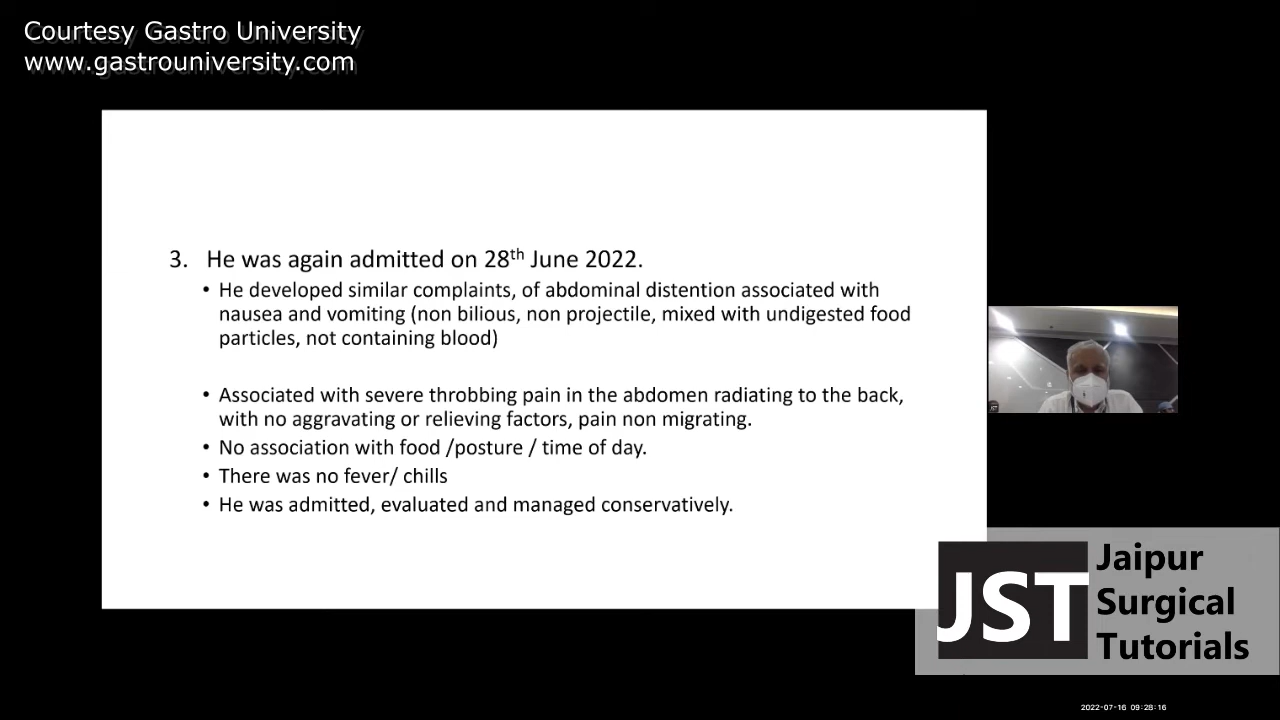 Courtesy Gastro University
www.gastrouniversity.com
3. He was again admitted on 28th June 2022.
• He developed similar complaints, of abdominal distention associated with
nausea and vomiting (non bilious, non projectile, mixed with undigested food
particles, not containing blood)
• Associated with severe throbbing pain in the abdomen radiating to the back,
with no aggravating or relieving factors, pain non migrating.
• No association with food /posture / time of day.
• There was no fever/ chills
• He was admitted, evaluated and managed conservatively.
JST
Jaipur
Surgical
Tutorials
2022-07-16 09:28:16